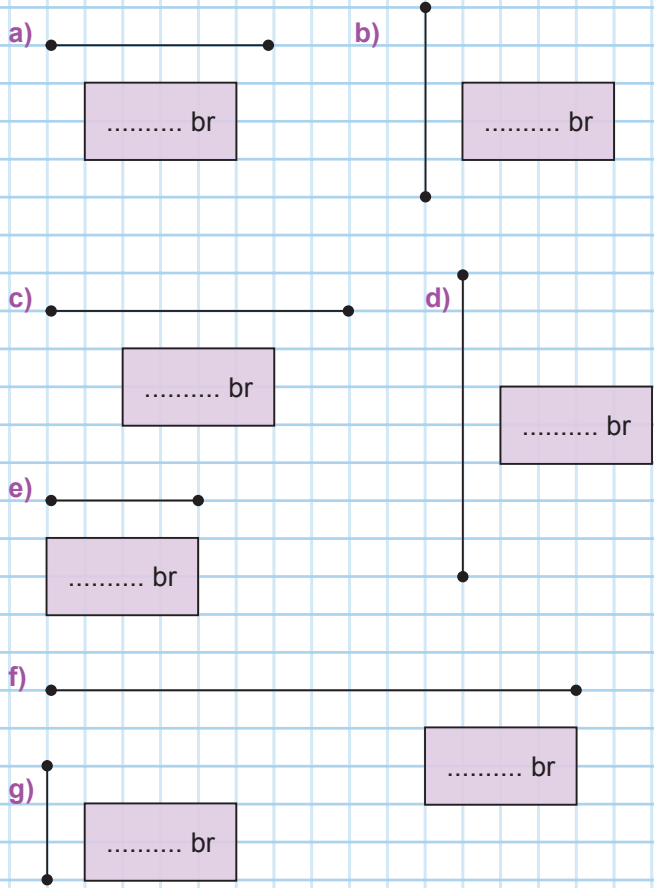 a)
.......... br
b)
.......... br
c)
.......... br
d)
.......... br
e)
.......... br
f)
.......... br
g)
.......... br